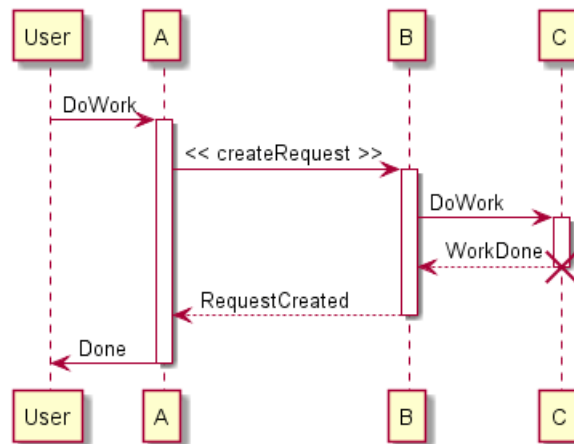 User A B C
DoWork
<< createRequest >>
DoWork
WorkDone
RequestCreated
Done
User A B C